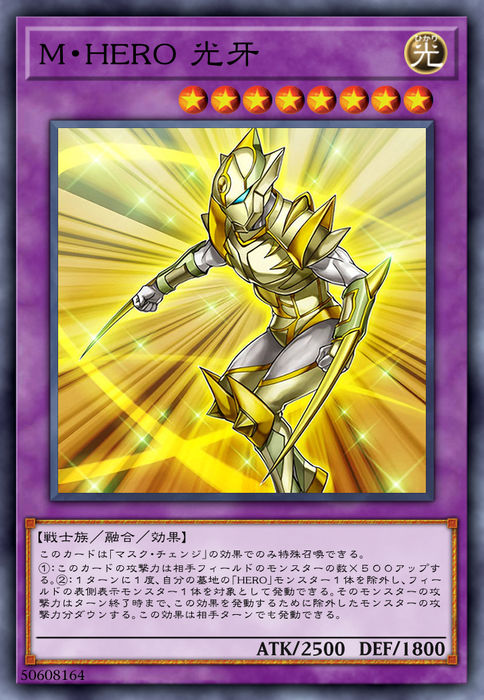 M・HERO 光牙
ひかり
光
【戦士族／融合／効果】
このカードは「マスク・チェンジ」の効果でのみ特殊召喚できる。
①：このカードの攻撃力は相手フィールドのモンスターの数×５００アップす
る。②：１ターンに１度、自分の墓地の「HERO」モンスター１体を除外し、フィー
ルドの表側表示モンスター１体を対象として発動できる。そのモンスターの攻
撃力はターン終了時まで、この効果を発動するために除外したモンスターの攻
撃力分ダウンする。この効果は相手ターンでも発動できる。
ATK/2500 DEF/1800
50608164